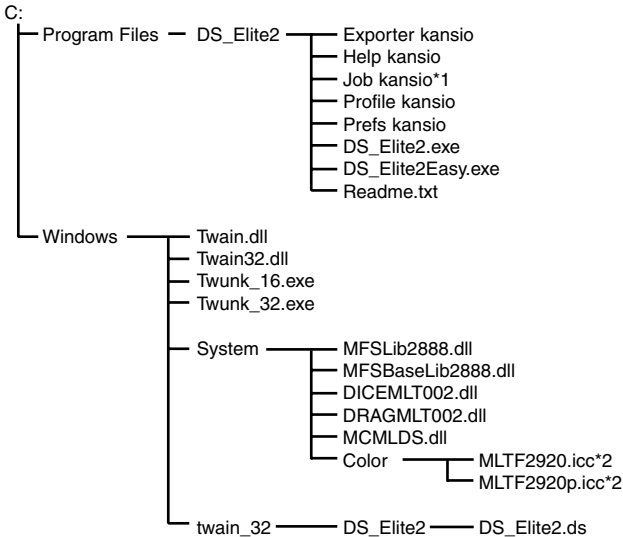 C:
Program Files DS_Elite2 Exporter kansio
Help kansio
Job kansio*1
Profile kansio
Prefs kansio
DS_Elite2.exe
DS_Elite2Easy.exe
Readme.txt
Windows Twain.dll
Twain32.dll
Twunk_16.exe
Twunk_32.exe
System MFSLib2888.dll
MFSBaseLib2888.dll
DICEMLT002.dll
DRAGMLT002.dll
MCMLDS.dll
Color MLTF2920.icc*2
MLTF2920p.icc*2
twain_32 DS_Elite2 DS_Elite2.ds